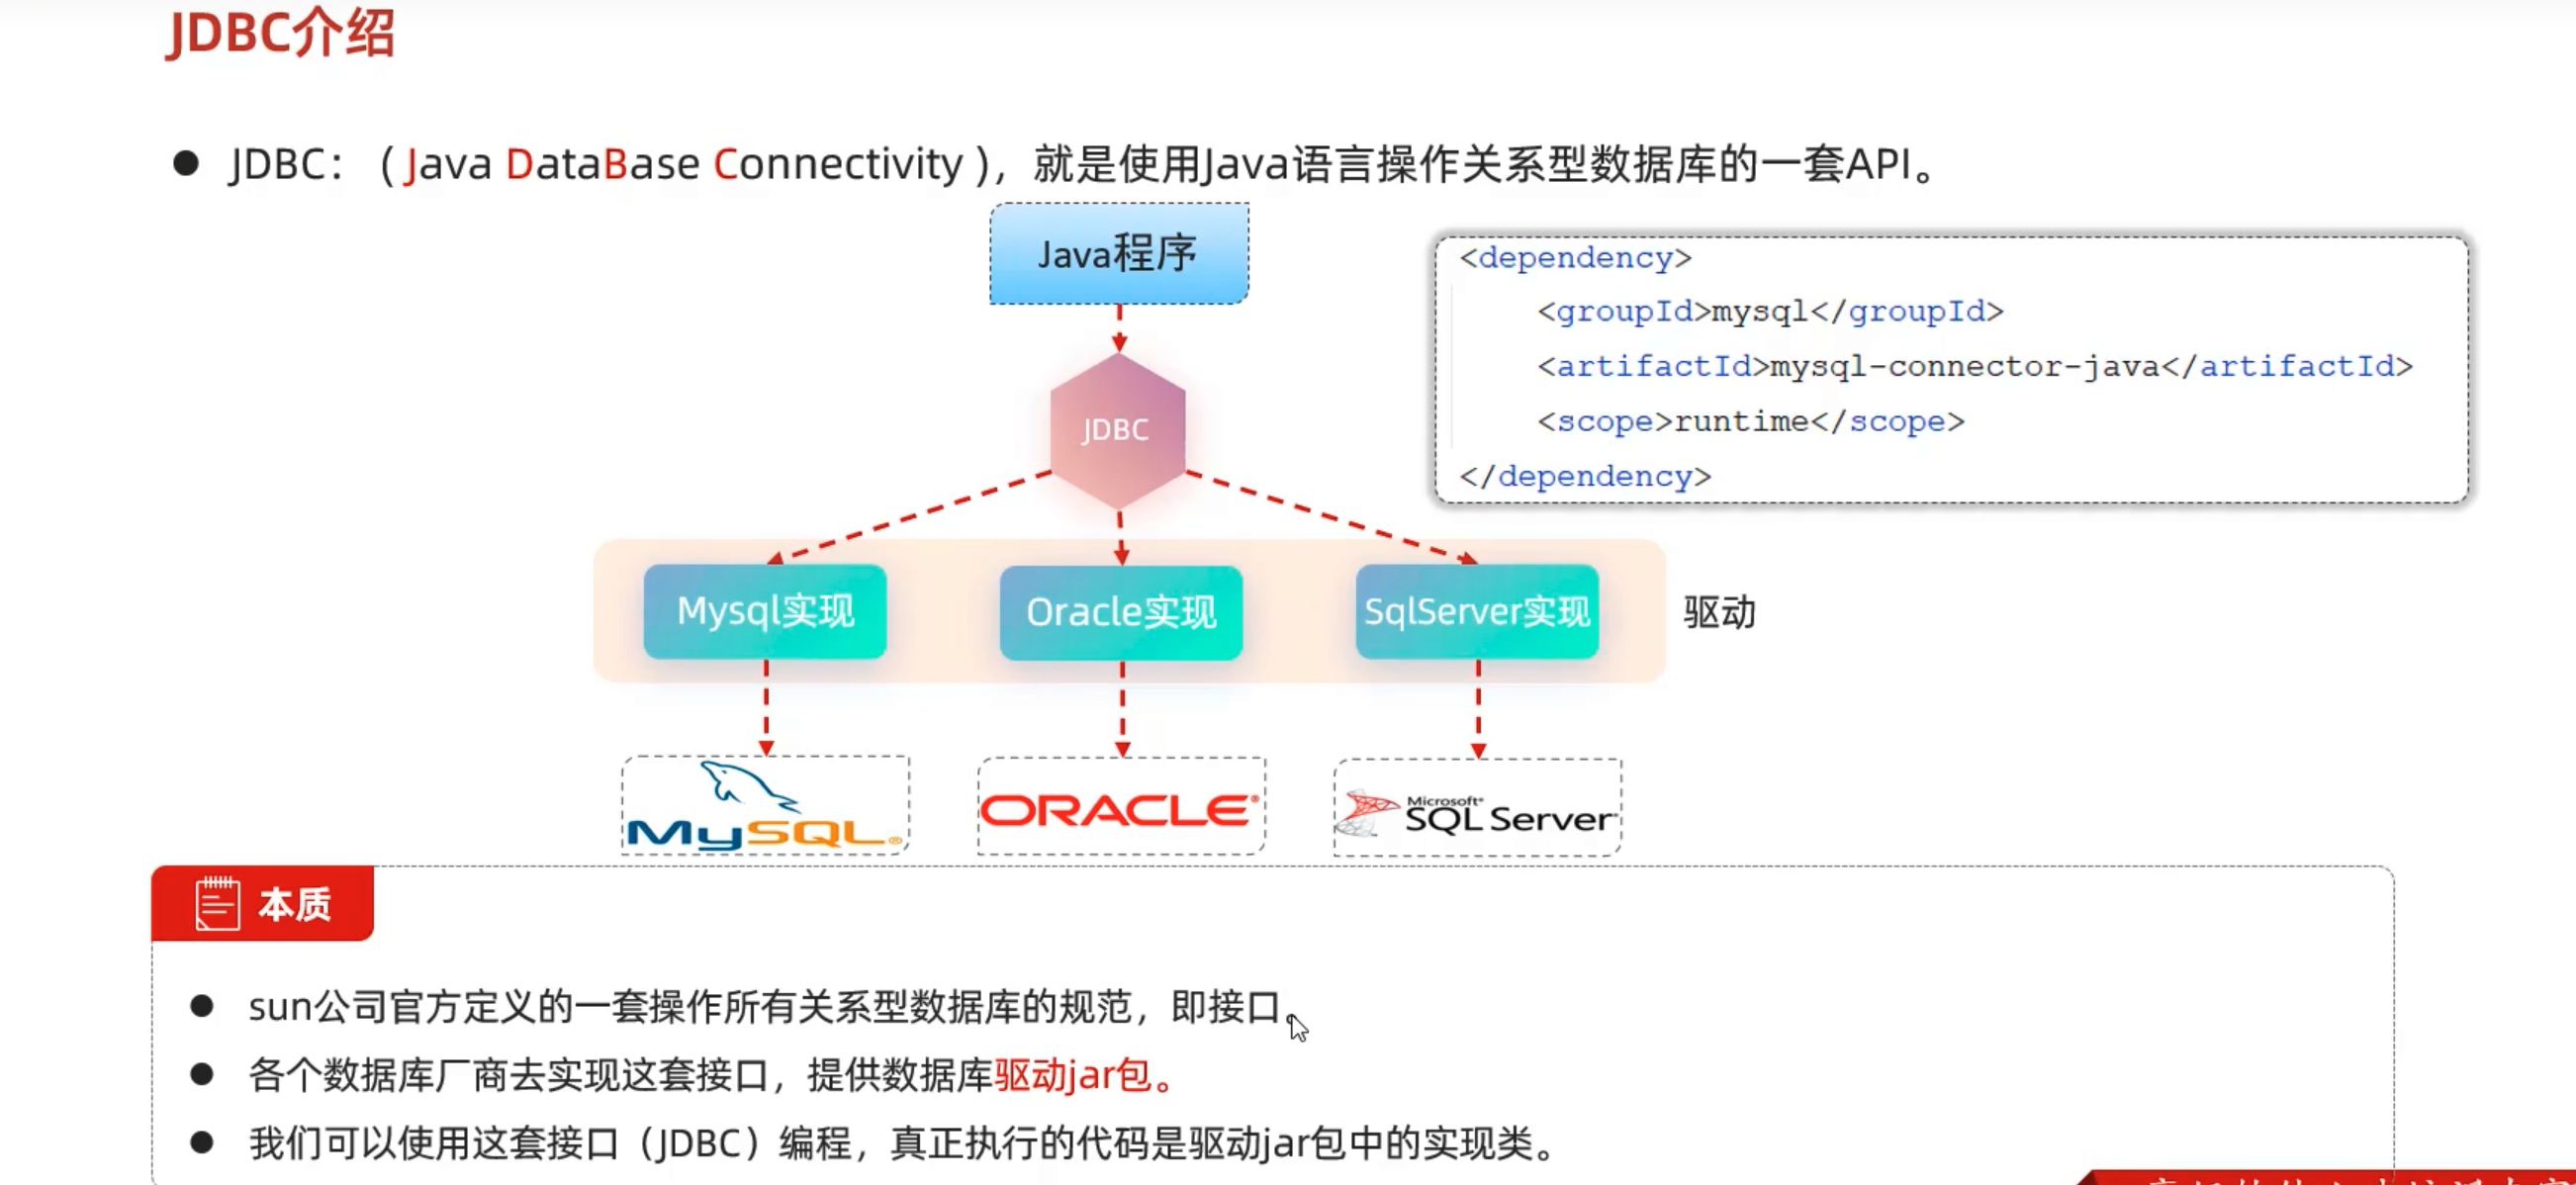 JDBC介绍
JDBC：（Java DataBase Connectivity），就是使用Java语言操作关系型数据库的一套API。
Java程序
<dependency>
<groupId>mysql</groupId>
<artifactId>mysql-connector-java</artifactId>
<scope>runtime</scope>
</dependency>
JDBC
Mysql实现
Oracle实现
SqlServer实现
驱动
MySQL®
ORACLE®
Microsoft®
SQL Server®
本质
sun公司官方定义的一套操作所有关系型数据库的规范，即接口。
各个数据库厂商去实现这套接口，提供数据库驱动jar包。
我们可以使用这套接口（JDBC）编程，真正执行的代码是驱动jar包中的实现类。